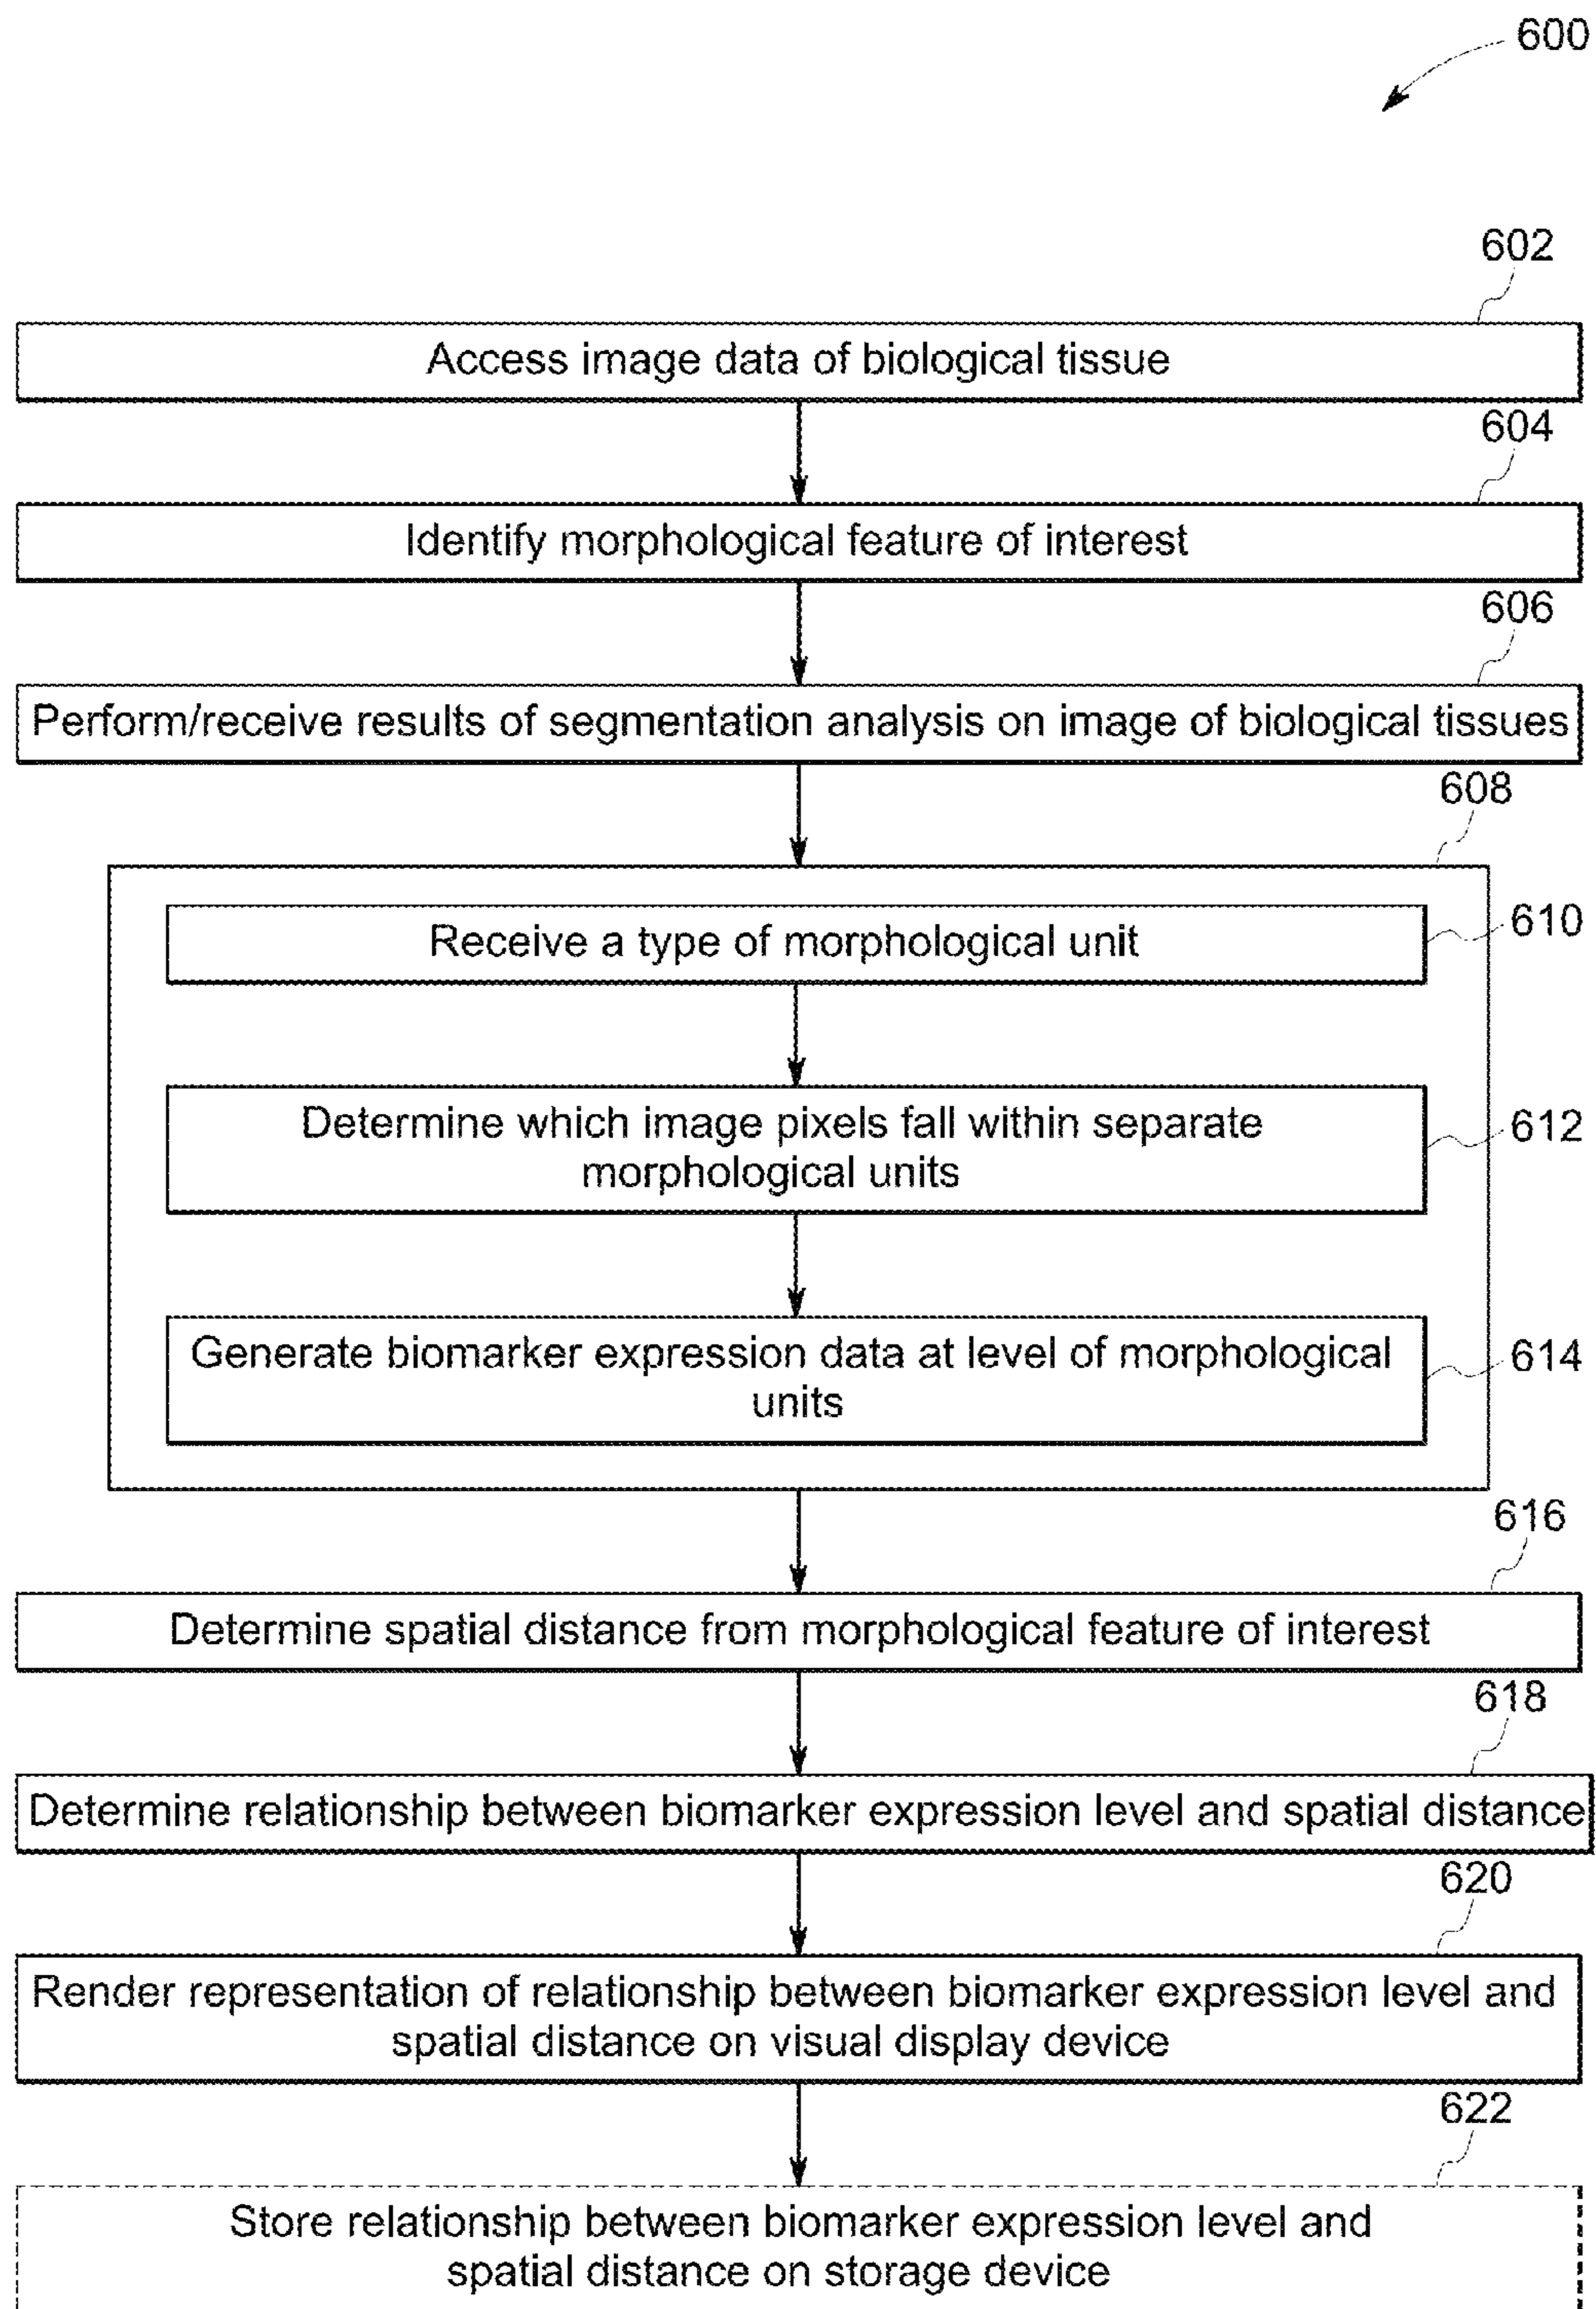 600
602
Access image data of biological tissue
604
Identify morphological feature of interest
606
Perform/receive results of segmentation analysis on image of biological tissues
608
Receive a type of morphological unit
610
Determine which image pixels fall within separate
morphological units
612
Generate biomarker expression data at level of morphological
units
614
616
Determine spatial distance from morphological feature of interest
618
Determine relationship between biomarker expression level and spatial distance
620
Render representation of relationship between biomarker expression level and
spatial distance on visual display device
622
Store relationship between biomarker expression level and
spatial distance on storage device